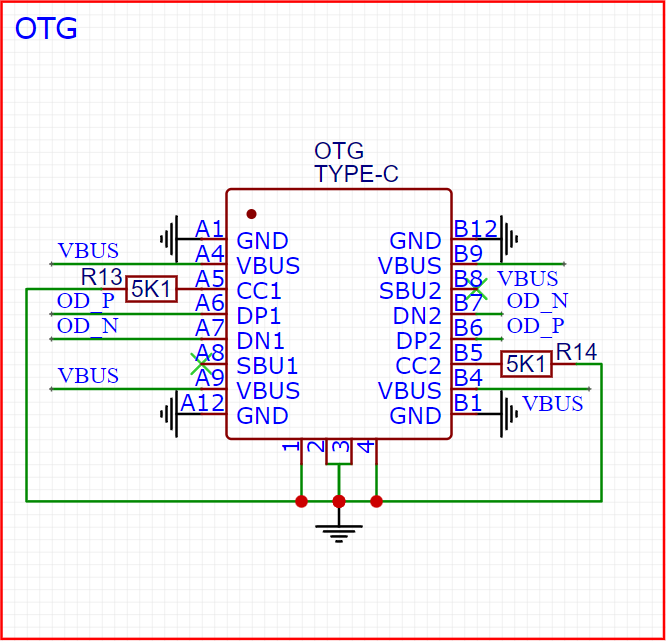 OTG
OTG
TYPE-C
A1 GND GND B12
VBUS A4 VBUS VBUS B9
R13 5K1 A5 CC1 SBU2 B8 VBUS
OD_P A6 DP1 DN2 B7 OD_N
OD_N A7 DN1 DP2 B6 OD_P
A8 SBU1 CC2 B5 5K1 R14
VBUS A9 VBUS VBUS B4
A12 GND GND B1 VBUS
1 2 3 4